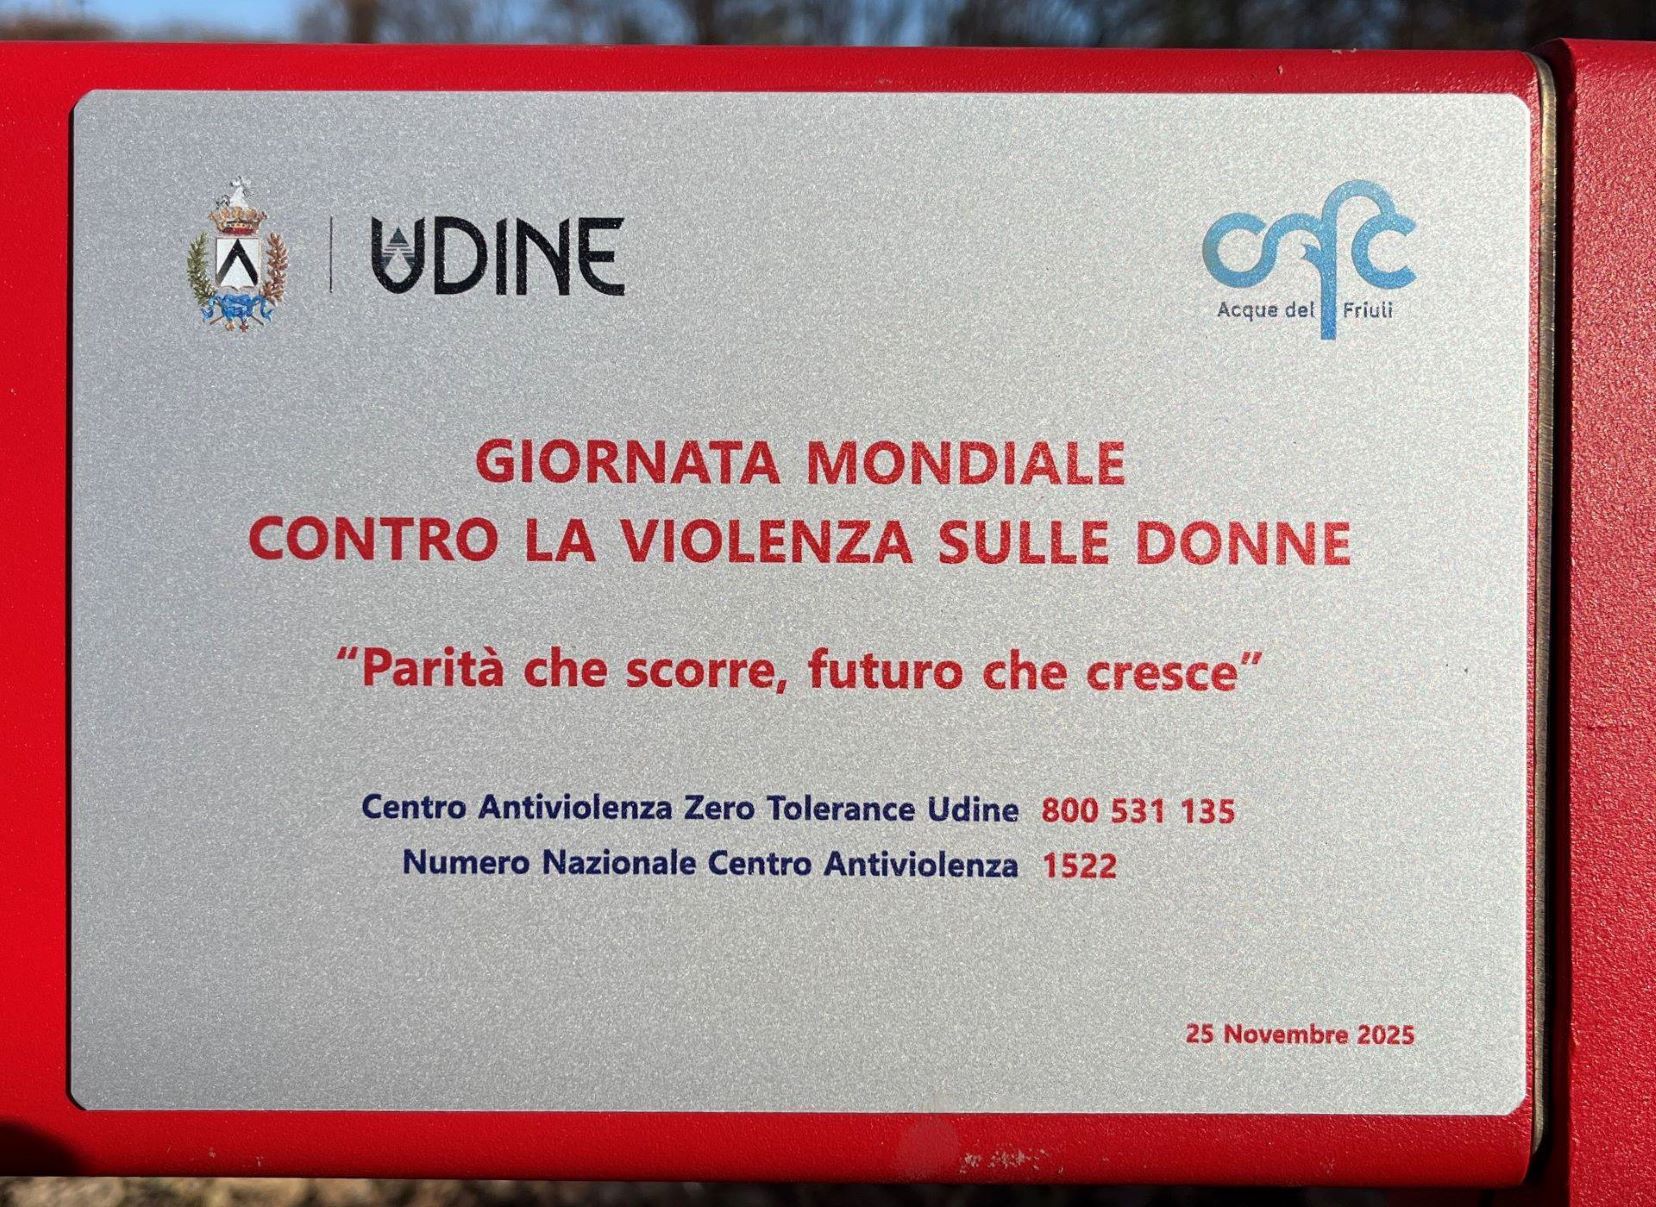 UDINE
cafc
Acque del Friuli
GIORNATA MONDIALE
CONTRO LA VIOLENZA SULLE DONNE
“Parità che scorre, futuro che cresce”
Centro Antiviolenza Zero Tolerance Udine 800 531 135
Numero Nazionale Centro Antiviolenza 1522
25 Novembre 2025